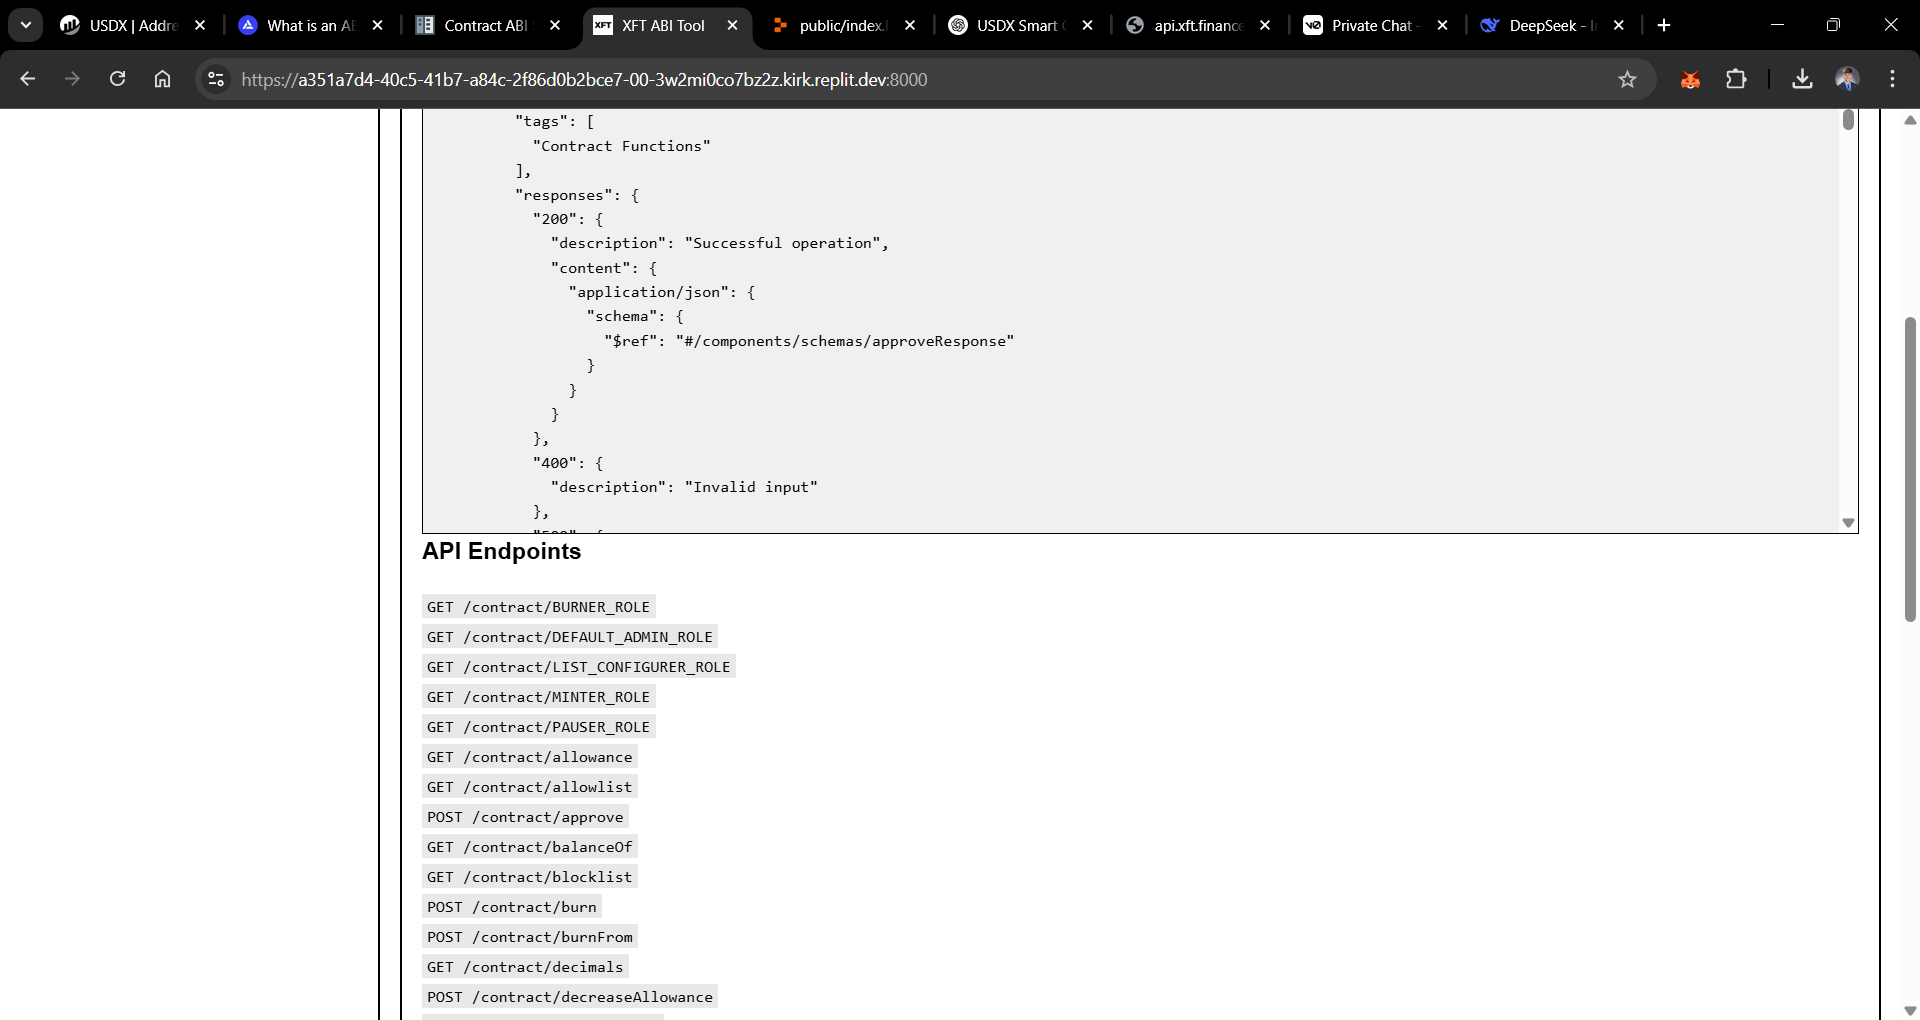 USDX | Addre
What is an AB
Contract ABI S
XFT ABI Tool
public/index.h
USDX Smart C
api.xft.finance
Private Chat -
DeepSeek - In
https://a351a7d4-40c5-41b7-a84c-2f86d0b2bce7-00-3w2mi0co7bz2z.kirk.replit.dev:8000
"tags": [
"Contract Functions"
],
"responses": {
"200": {
"description": "Successful operation",
"content": {
"application/json": {
"schema": {
"$ref": "#/components/schemas/approveResponse"
}
}
}
},
"400": {
"description": "Invalid input"
},
"500": {
API Endpoints
GET /contract/BURNER_ROLE
GET /contract/DEFAULT_ADMIN_ROLE
GET /contract/LIST_CONFIGURER_ROLE
GET /contract/MINTER_ROLE
GET /contract/PAUSER_ROLE
GET /contract/allowance
GET /contract/allowlist
POST /contract/approve
GET /contract/balanceOf
GET /contract/blocklist
POST /contract/burn
POST /contract/burnFrom
GET /contract/decimals
POST /contract/decreaseAllowance